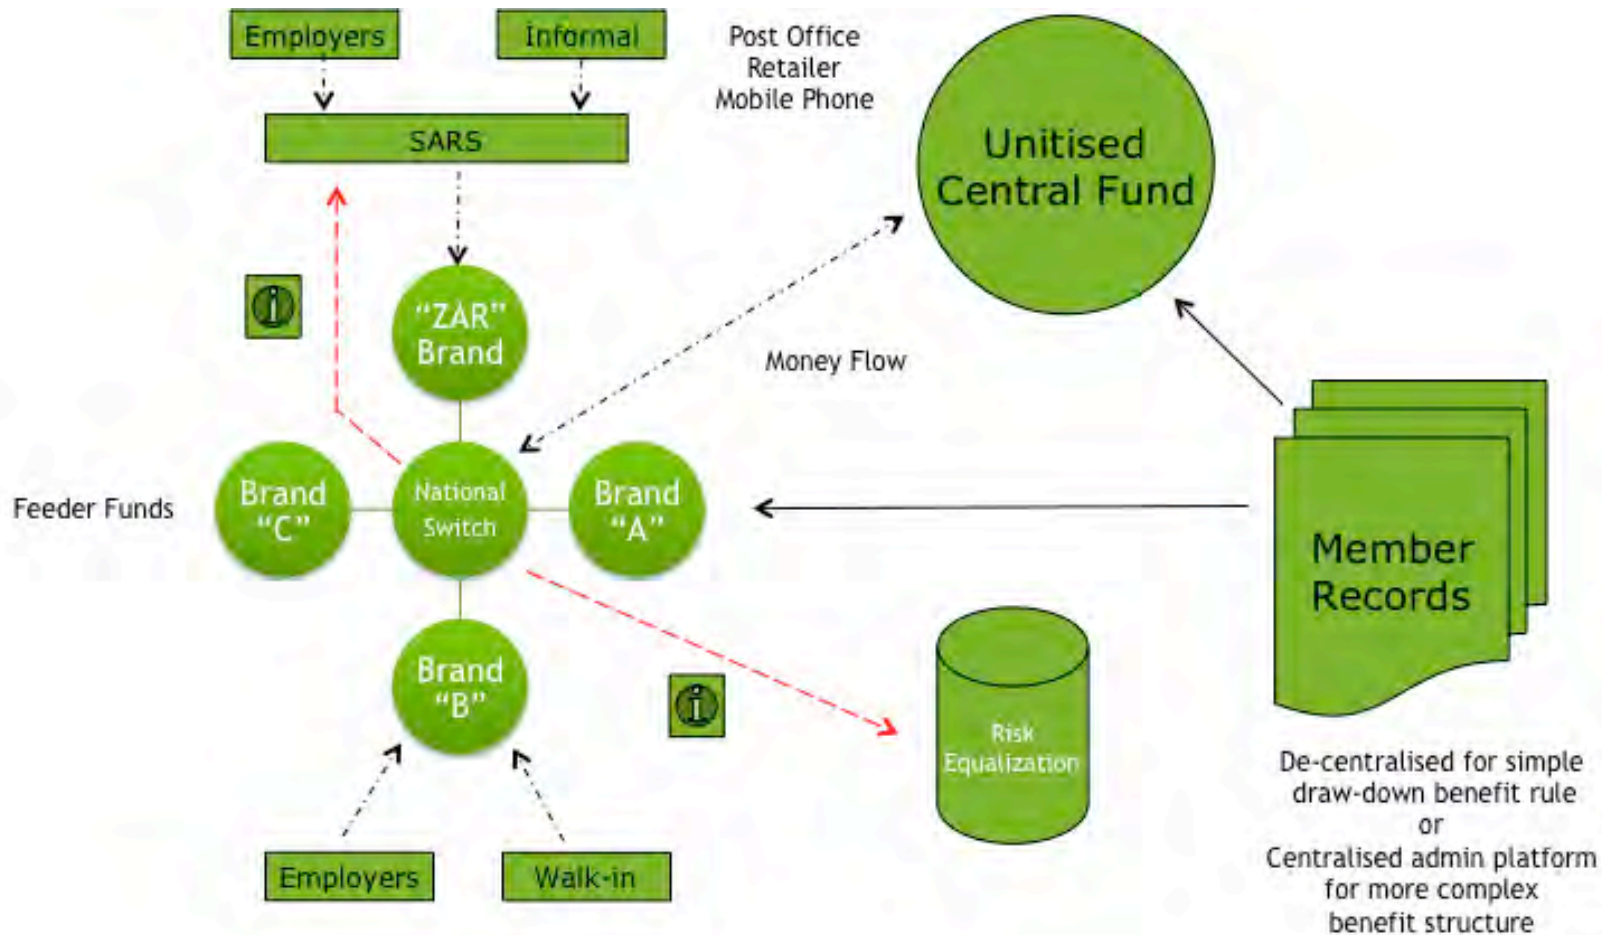 Employers
Informal
Post Office
Retailer
Mobile Phone
SARS
Unitised
Central Fund
i
"ZAR"
Brand
Money Flow
Feeder Funds
Brand
"C"
National
Switch
Brand
"A"
Member
Records
Brand
"B"
i
Risk
Equalization
Employers
Walk-in
De-centralised for simple
draw-down benefit rule
or
Centralised admin platform
for more complex
benefit structure